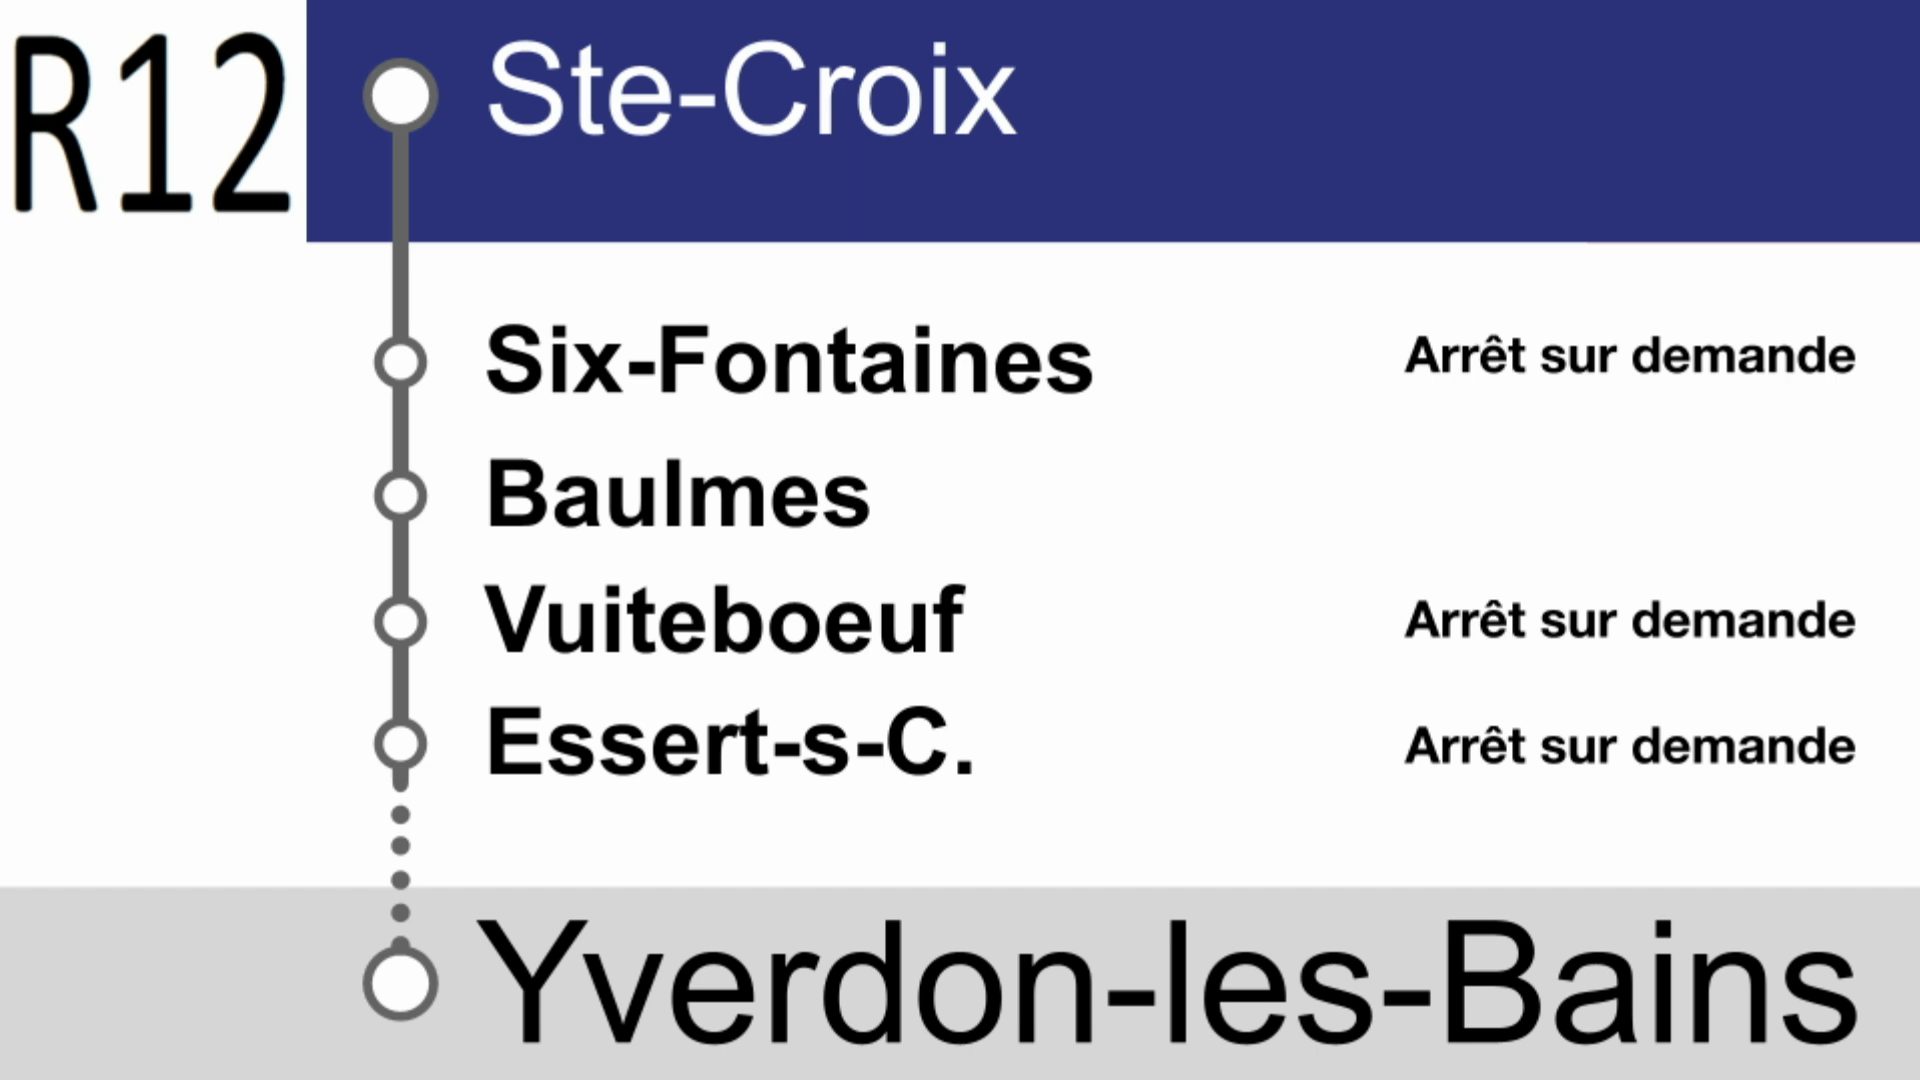 R12 Ste-Croix
Six-Fontaines Arrêt sur demande
Baulmes
Vuiteboeuf Arrêt sur demande
Essert-s-C. Arrêt sur demande
Yverdon-les-Bains